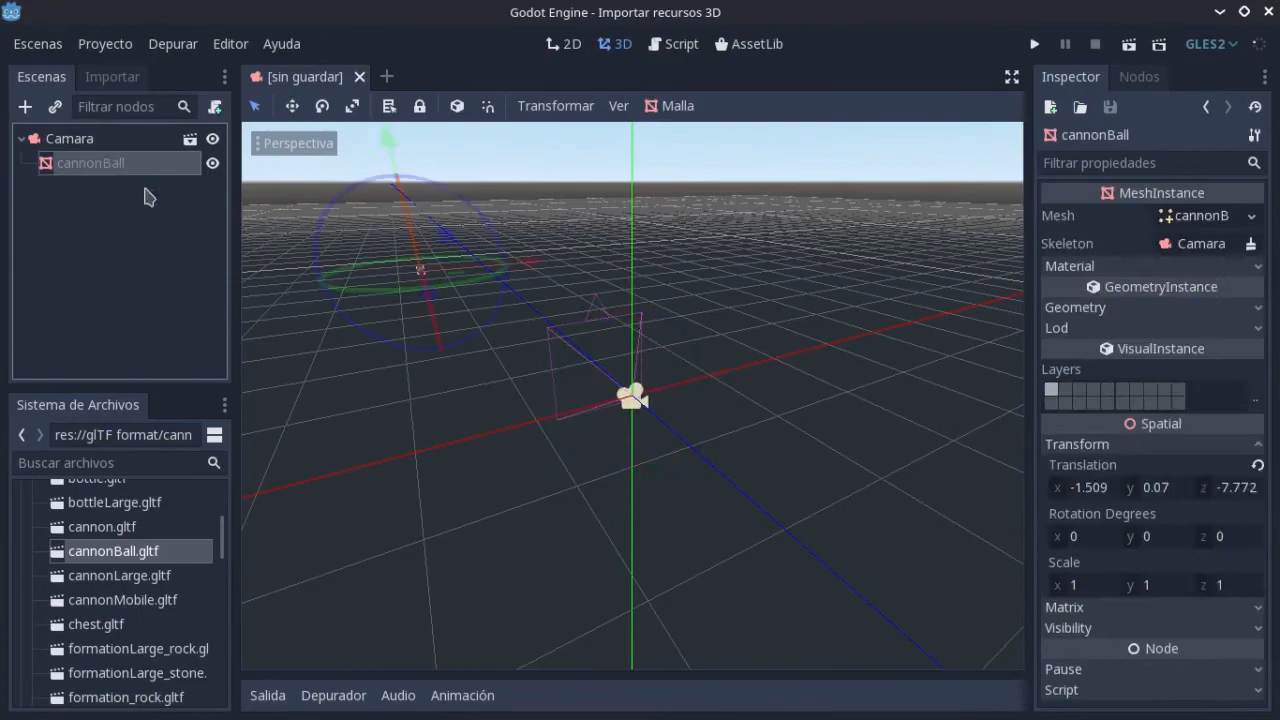 Godot Engine - Importar recursos 3D
Escenas Proyecto Depurar Editor Ayuda
2D 3D Script AssetLib
GLES2
Escenas Importar
Filtrar nodos
Camara
cannonBall
[sin guardar]
Transformar Ver Malla
Perspectiva
Sistema de Archivos
res://glTF format/cann
Buscar archivos
bottle.gltf
bottleLarge.gltf
cannon.gltf
cannonBall.gltf
cannonLarge.gltf
cannonMobile.gltf
chest.gltf
formationLarge_rock.gl
formationLarge_stone.
formation_rock.gltf
Salida Depurador Audio Animación
Inspector Nodos
cannonBall
Filtrar propiedades
MeshInstance
Mesh cannonB
Skeleton Camara
Material
GeometryInstance
Geometry
Lod
VisualInstance
Layers
..
Spatial
Transform
Translation
x -1.509 y 0.07 z -7.772
Rotation Degrees
x 0 y 0 z 0
Scale
x 1 y 1 z 1
Matrix
Visibility
Node
Pause
Script